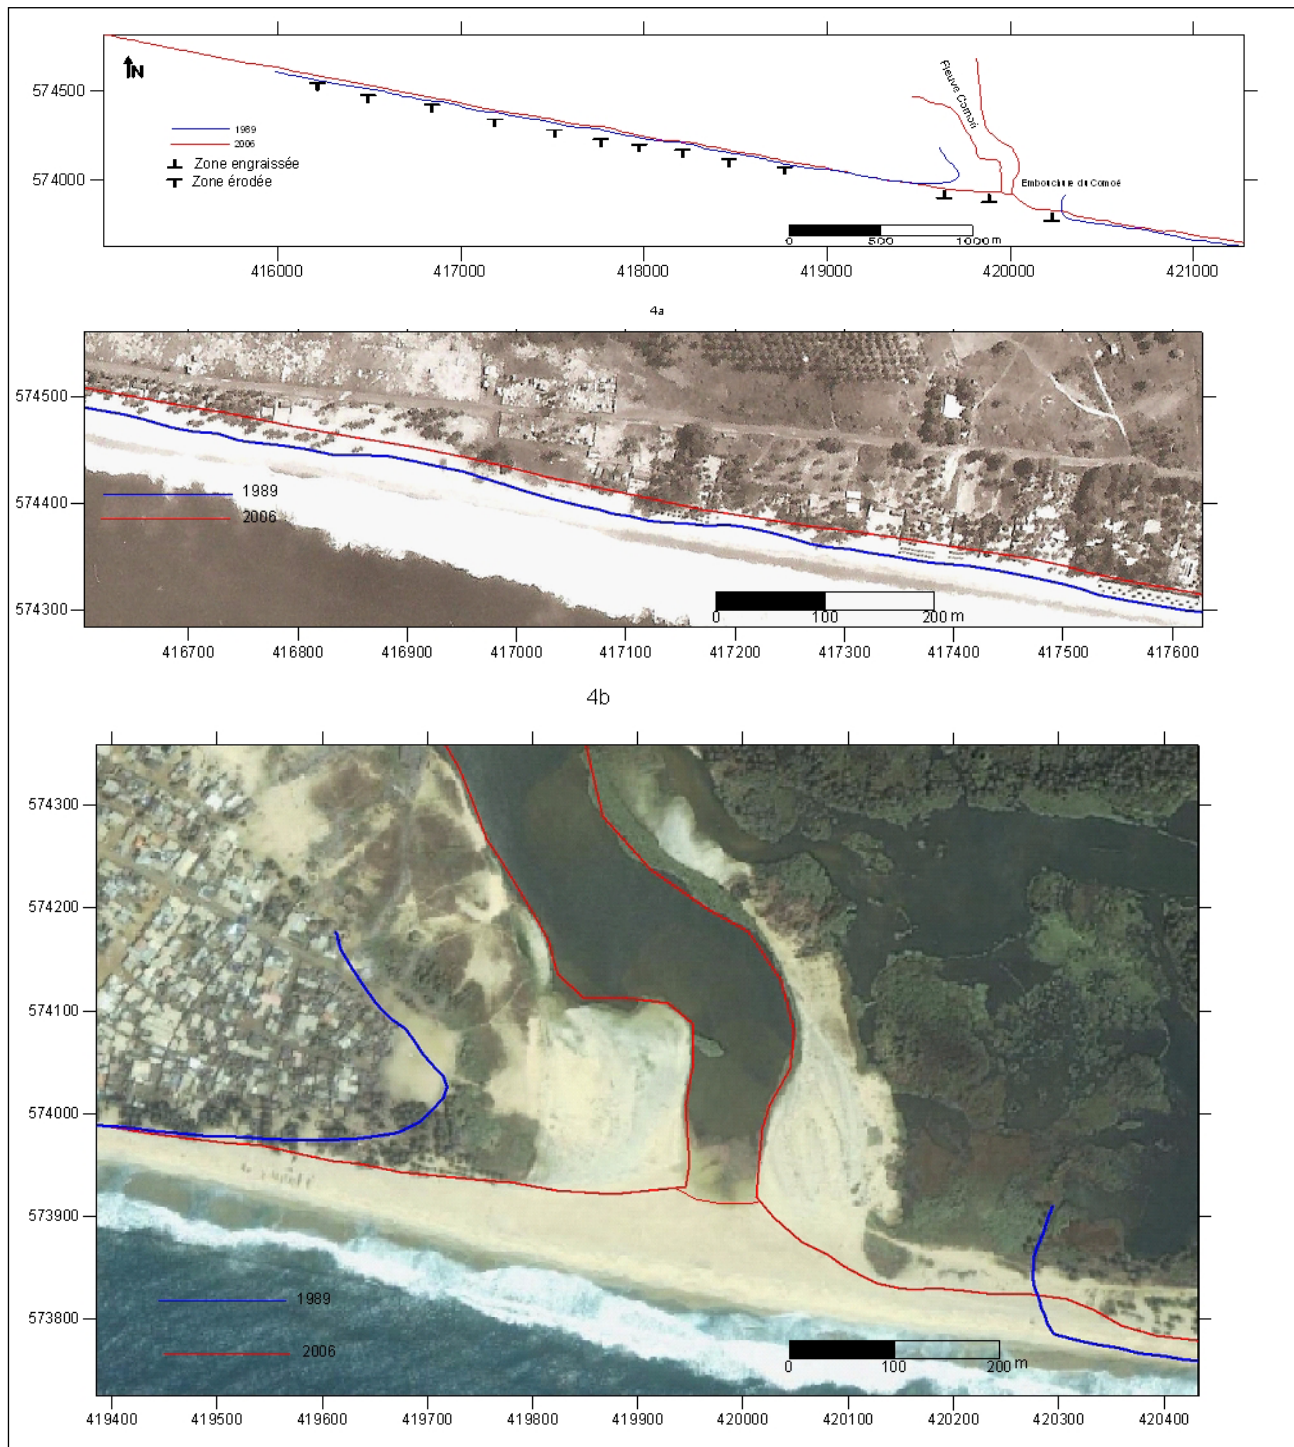 574500
574000
N
1989
2006
Zone engraissée
Zone érodée
Fleuve Comoé
Embouchure du Comoé
0 500 1000 m
416000 417000 418000 419000 420000 421000
4a
574500
574400
574300
1989
2006
0 100 200 m
416700 416800 416900 417000 417100 417200 417300 417400 417500 417600
4b
574300
574200
574100
574000
573900
573800
1989
2006
0 100 200 m
419400 419500 419600 419700 419800 419900 420000 420100 420200 420300 420400